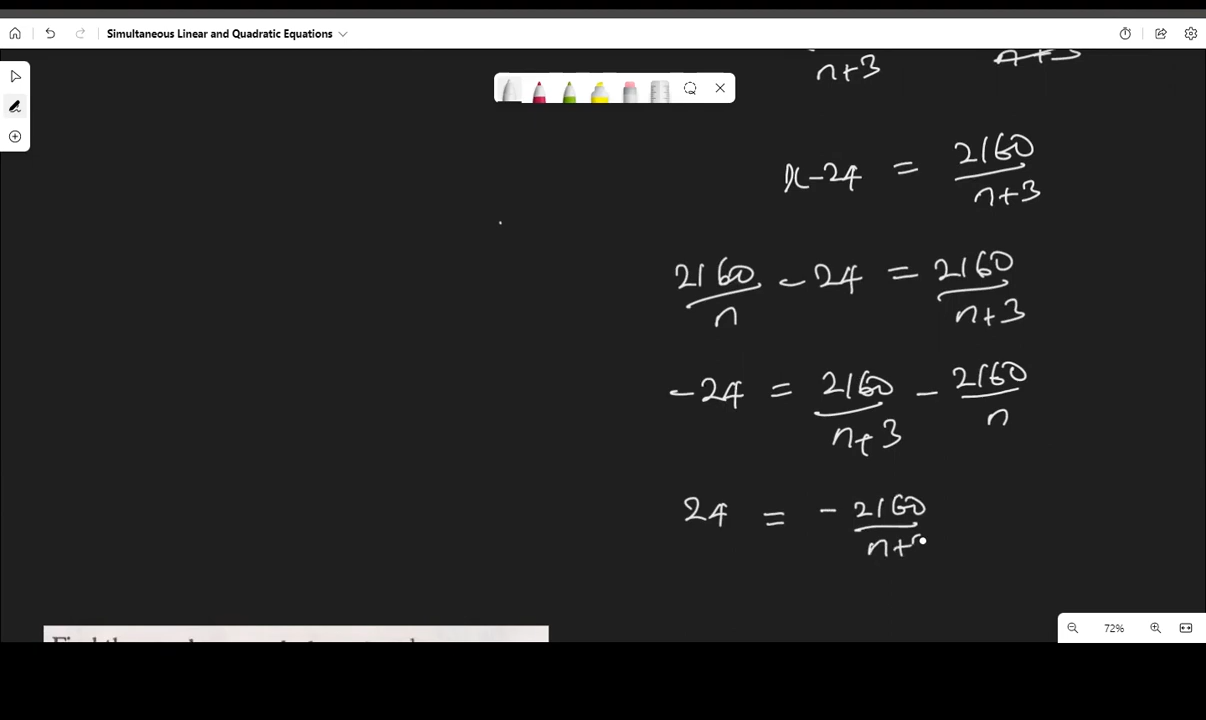 Simultaneous Linear and Quadratic Equations
n+3 n+3
x-24 = 2160/n+3
2160/n - 24 = 2160/n+3
-24 = 2160/n+3 - 2160/n
24 = - 2160/n+
72%